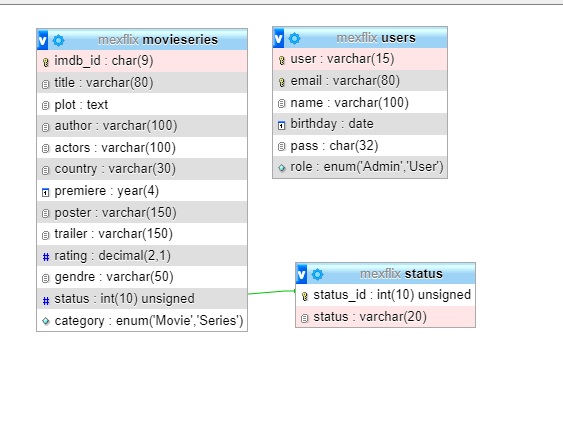 mexflix movieseries
imdb_id : char(9)
title : varchar(80)
plot : text
author : varchar(100)
actors : varchar(100)
country : varchar(30)
premiere : year(4)
poster : varchar(150)
trailer : varchar(150)
rating : decimal(2,1)
gendre : varchar(50)
status : int(10) unsigned
category : enum('Movie','Series')
mexflix users
user : varchar(15)
email : varchar(80)
name : varchar(100)
birthday : date
pass : char(32)
role : enum('Admin','User')
mexflix status
status_id : int(10) unsigned
status : varchar(20)